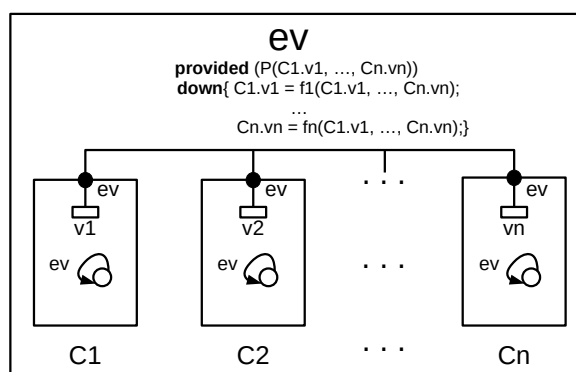 ev
provided (P(C1.v1, …, Cn.vn))
down{ C1.v1 = f1(C1.v1, …, Cn.vn);
…
Cn.vn = fn(C1.v1, …, Cn.vn);}
ev ev . . . ev
v1 v2 vn
ev ev . . . ev
C1 C2 . . . Cn